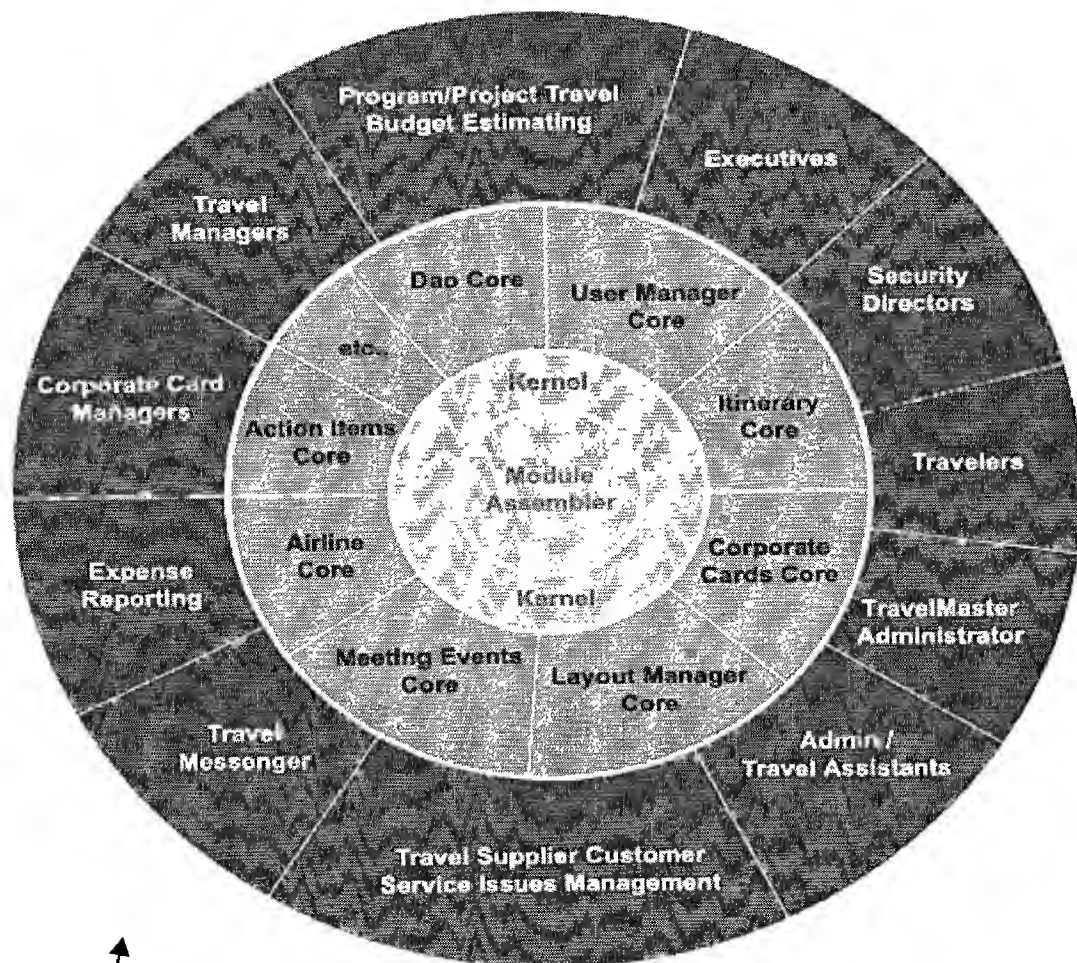 Program/Project Travel
Budget Estimating
Executives
Security
Directors
Travelers
TravelMaster
Administrator
Admin /
Travel Assistants
Travel Supplier Customer
Service Issues Management
Travel
Messenger
Expense
Reporting
Corporate Card
Managers
Travel
Managers
Dao Core
User Manager
Core
Itinerary
Core
Corporate
Cards Core
Layout Manager
Core
Meeting Events
Core
Airline
Core
Action Items
Core
etc..
Kernel
Module
Assembler
Kernel